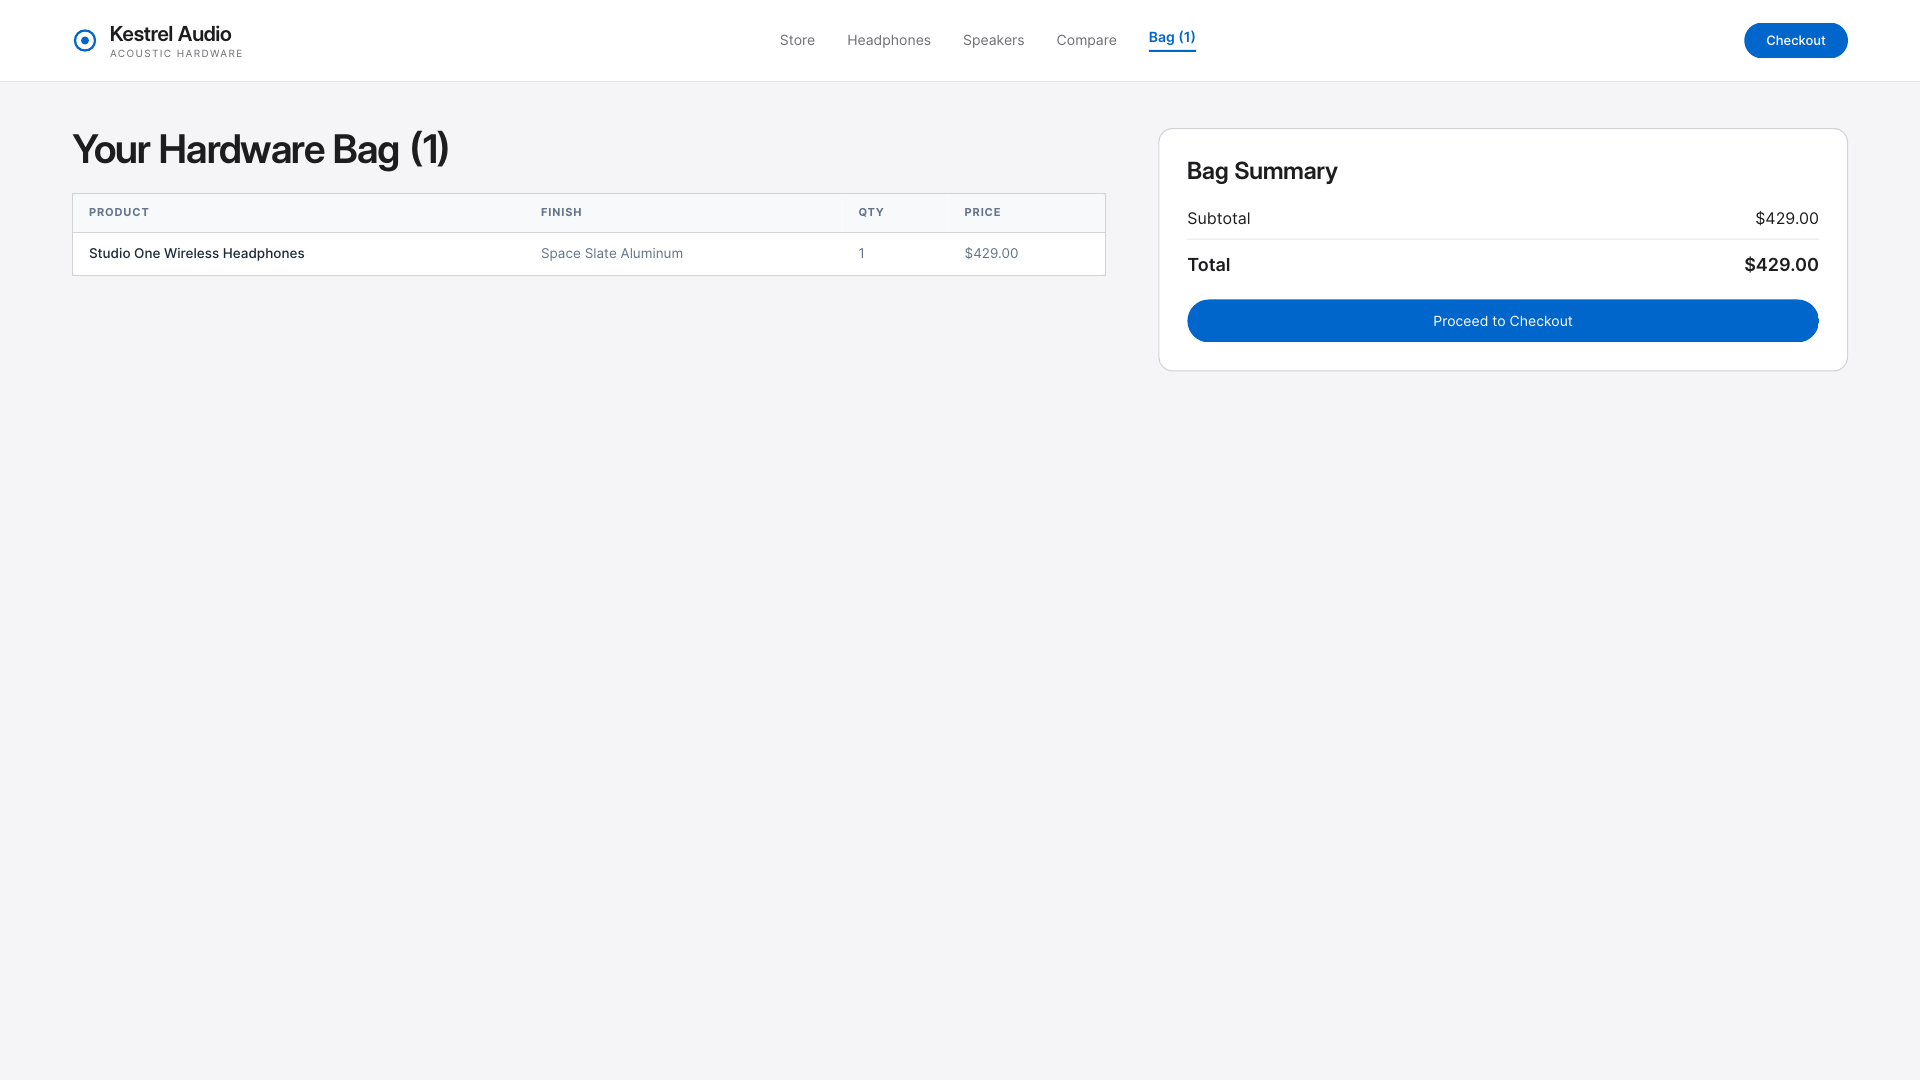 Kestrel Audio
ACOUSTIC HARDWARE
Store Headphones Speakers Compare Bag (1)
Checkout
Your Hardware Bag (1)
PRODUCT FINISH QTY PRICE
Studio One Wireless Headphones Space Slate Aluminum 1 $429.00
Bag Summary
Subtotal $429.00
Total $429.00
Proceed to Checkout